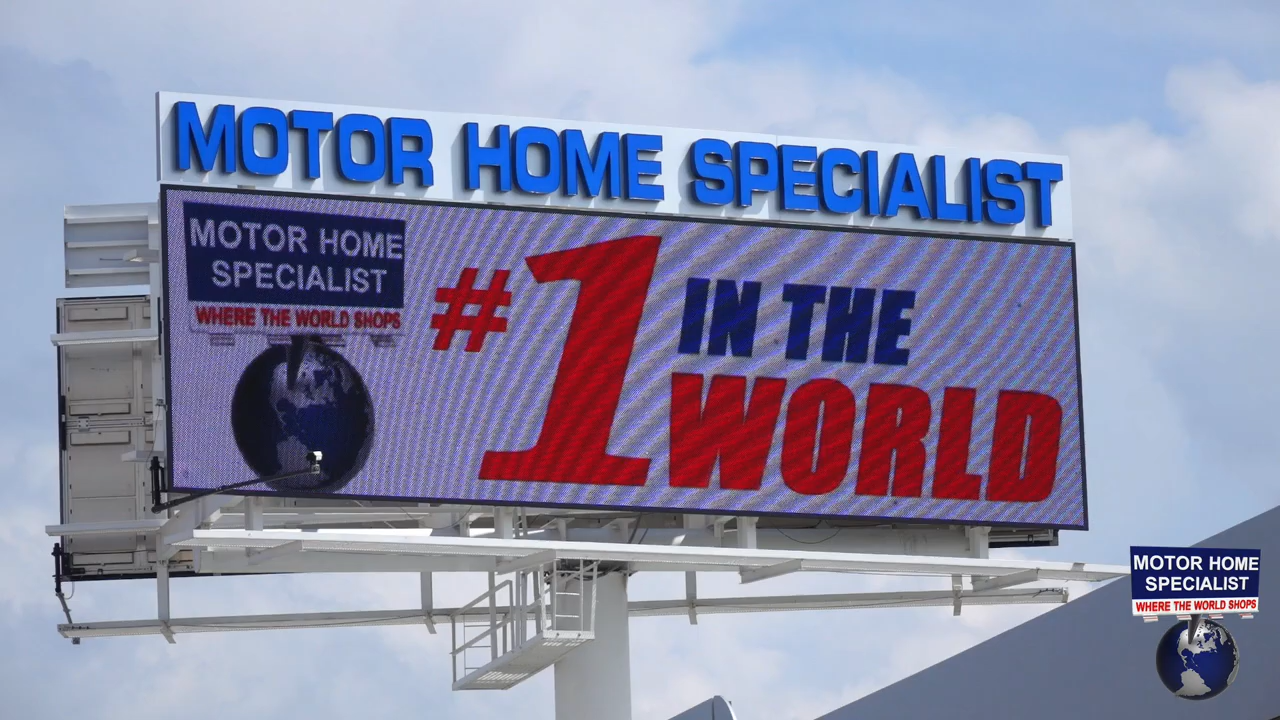 MOTOR HOME SPECIALIST
MOTOR HOME
SPECIALIST
WHERE THE WORLD SHOPS
#1 IN THE
WORLD
MOTOR HOME
SPECIALIST
WHERE THE WORLD SHOPS